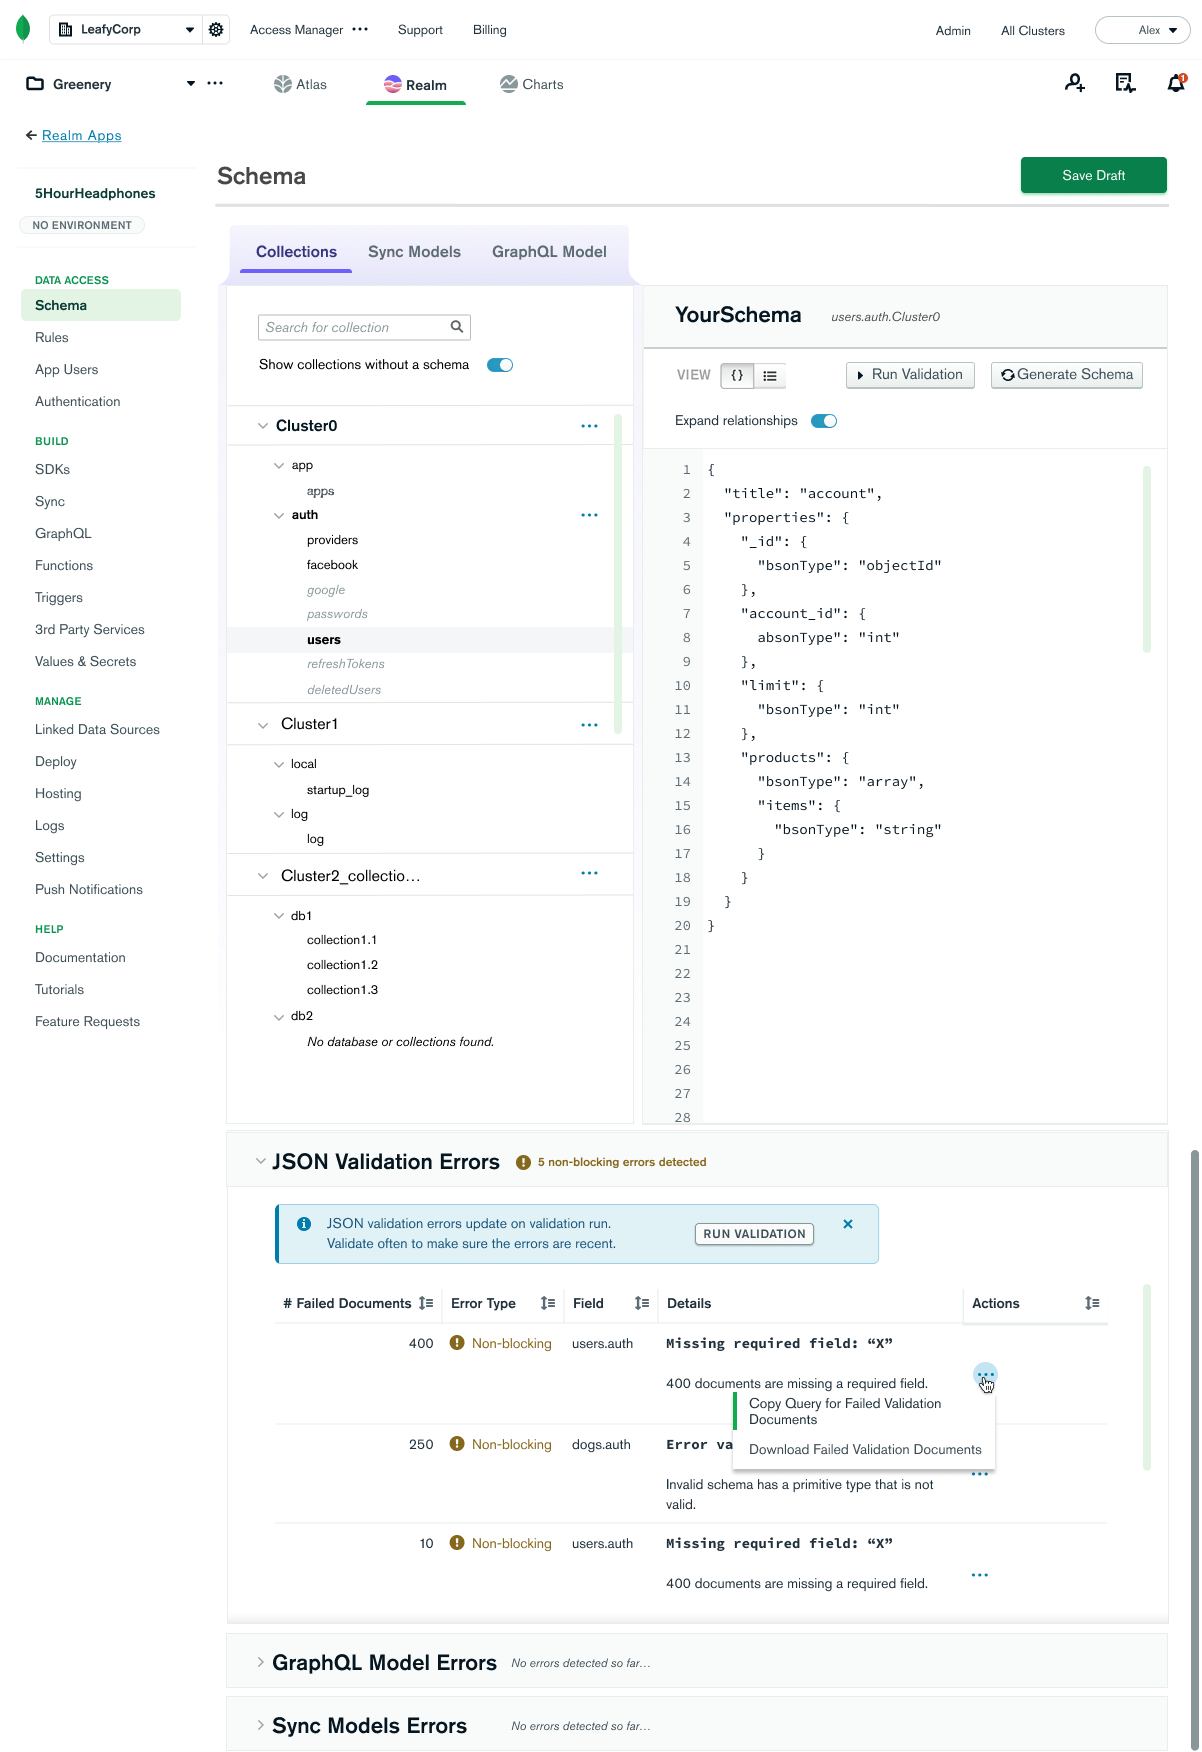 LeafyCorp
Access Manager
Support
Billing
Admin
All Clusters
Alex
Greenery
Atlas
Realm
Charts
1
Realm Apps
5HourHeadphones
NO ENVIRONMENT
DATA ACCESS
Schema
Rules
App Users
Authentication
BUILD
SDKs
Sync
GraphQL
Functions
Triggers
3rd Party Services
Values & Secrets
MANAGE
Linked Data Sources
Deploy
Hosting
Logs
Settings
Push Notifications
HELP
Documentation
Tutorials
Feature Requests
Schema
Save Draft
Collections
Sync Models
GraphQL Model
Search for collection
Show collections without a schema
Cluster0
app
apps
auth
providers
facebook
google
passwords
users
refreshTokens
deletedUsers
Cluster1
local
startup_log
log
log
Cluster2_collectio...
db1
collection1.1
collection1.2
collection1.3
db2
No database or collections found.
YourSchema
users.auth.Cluster0
VIEW
{}
Run Validation
Generate Schema
Expand relationships
1 {
2 "title": "account",
3 "properties": {
4 "_id": {
5 "bsonType": "objectId"
6 },
7 "account_id": {
8 absonType": "int"
9 },
10 "limit": {
11 "bsonType": "int"
12 },
13 "products": {
14 "bsonType": "array",
15 "items": {
16 "bsonType": "string"
17 }
18 }
19 }
20 }
21
22
23
24
25
26
27
28
JSON Validation Errors
5 non-blocking errors detected
JSON validation errors update on validation run.
Validate often to make sure the errors are recent.
RUN VALIDATION
# Failed Documents
Error Type
Field
Details
Actions
400
Non-blocking
users.auth
Missing required field: “X”
400 documents are missing a required field.
Copy Query for Failed Validation
Documents
Download Failed Validation Documents
250
Non-blocking
dogs.auth
Error va
Invalid schema has a primitive type that is not
valid.
10
Non-blocking
users.auth
Missing required field: “X”
400 documents are missing a required field.
GraphQL Model Errors
No errors detected so far...
Sync Models Errors
No errors detected so far...